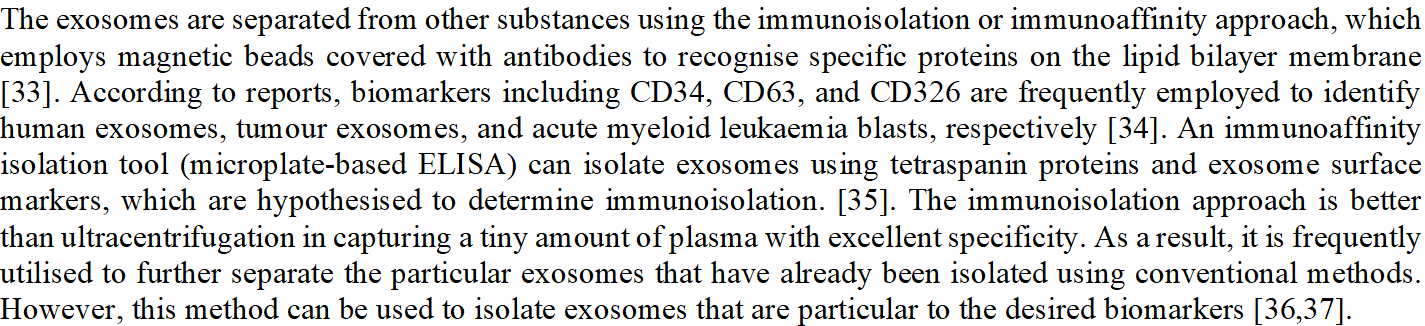 The exosomes are separated from other substances using the immunoisolation or immunoaffinity approach, which
employs magnetic beads covered with antibodies to recognise specific proteins on the lipid bilayer membrane
[33]. According to reports, biomarkers including CD34, CD63, and CD326 are frequently employed to identify
human exosomes, tumour exosomes, and acute myeloid leukaemia blasts, respectively [34]. An immunoaffinity
isolation tool (microplate-based ELISA) can isolate exosomes using tetraspanin proteins and exosome surface
markers, which are hypothesised to determine immunoisolation. [35]. The immunoisolation approach is better
than ultracentrifugation in capturing a tiny amount of plasma with excellent specificity. As a result, it is frequently
utilised to further separate the particular exosomes that have already been isolated using conventional methods.
However, this method can be used to isolate exosomes that are particular to the desired biomarkers [36,37].